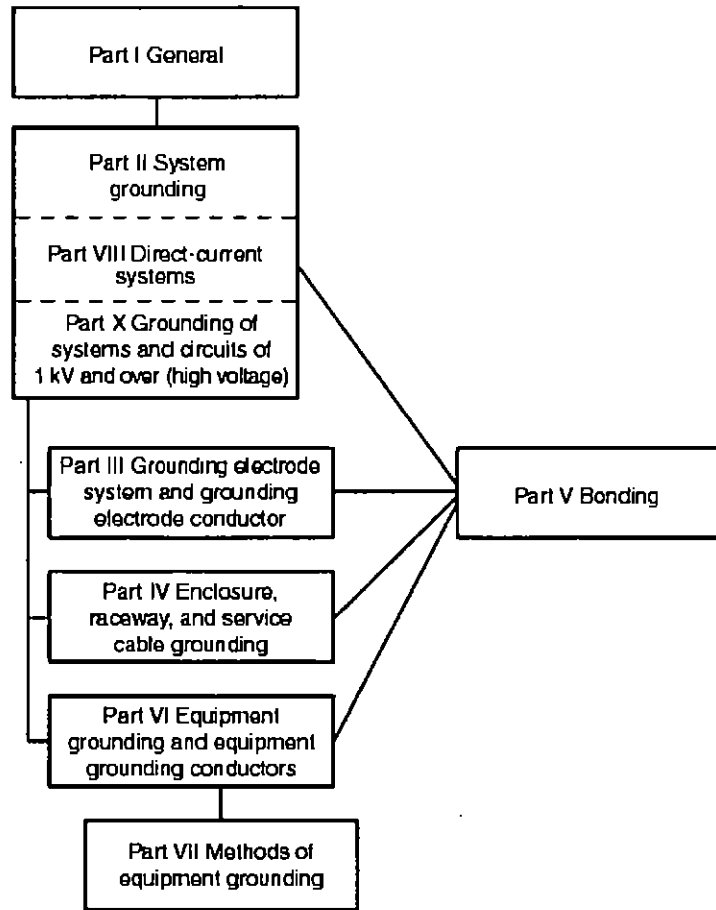 Part I General
Part II System
grounding
Part VIII Direct-current
systems
Part X Grounding of
systems and circuits of
1 kV and over (high voltage)
Part III Grounding electrode
system and grounding
electrode conductor
Part V Bonding
Part IV Enclosure,
raceway, and service
cable grounding
Part VI Equipment
grounding and equipment
grounding conductors
Part VII Methods of
equipment grounding